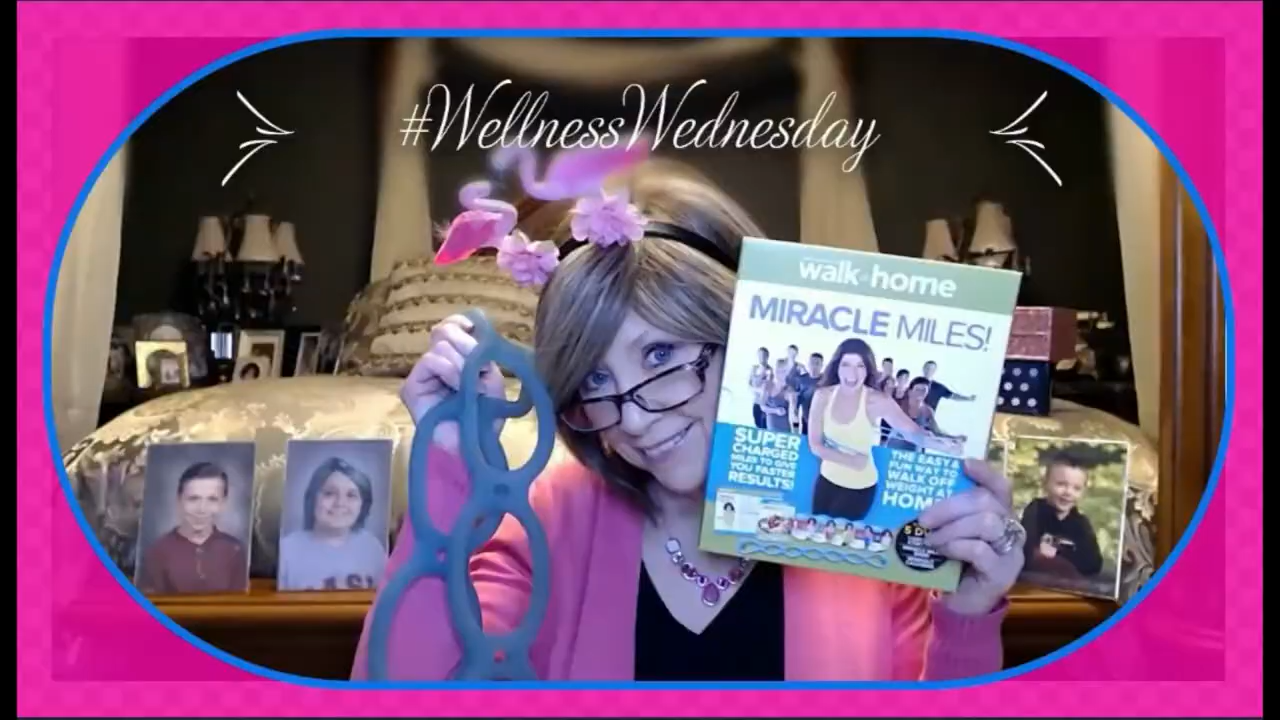 #WellnessWednesday
walk at home
MIRACLE MILES!
SUPER
CHARGED
MILES TO GIVE
YOU FASTER
RESULTS!
THE EASY &
FUN WAY TO
WALK OFF
WEIGHT AT
HOM
5 D